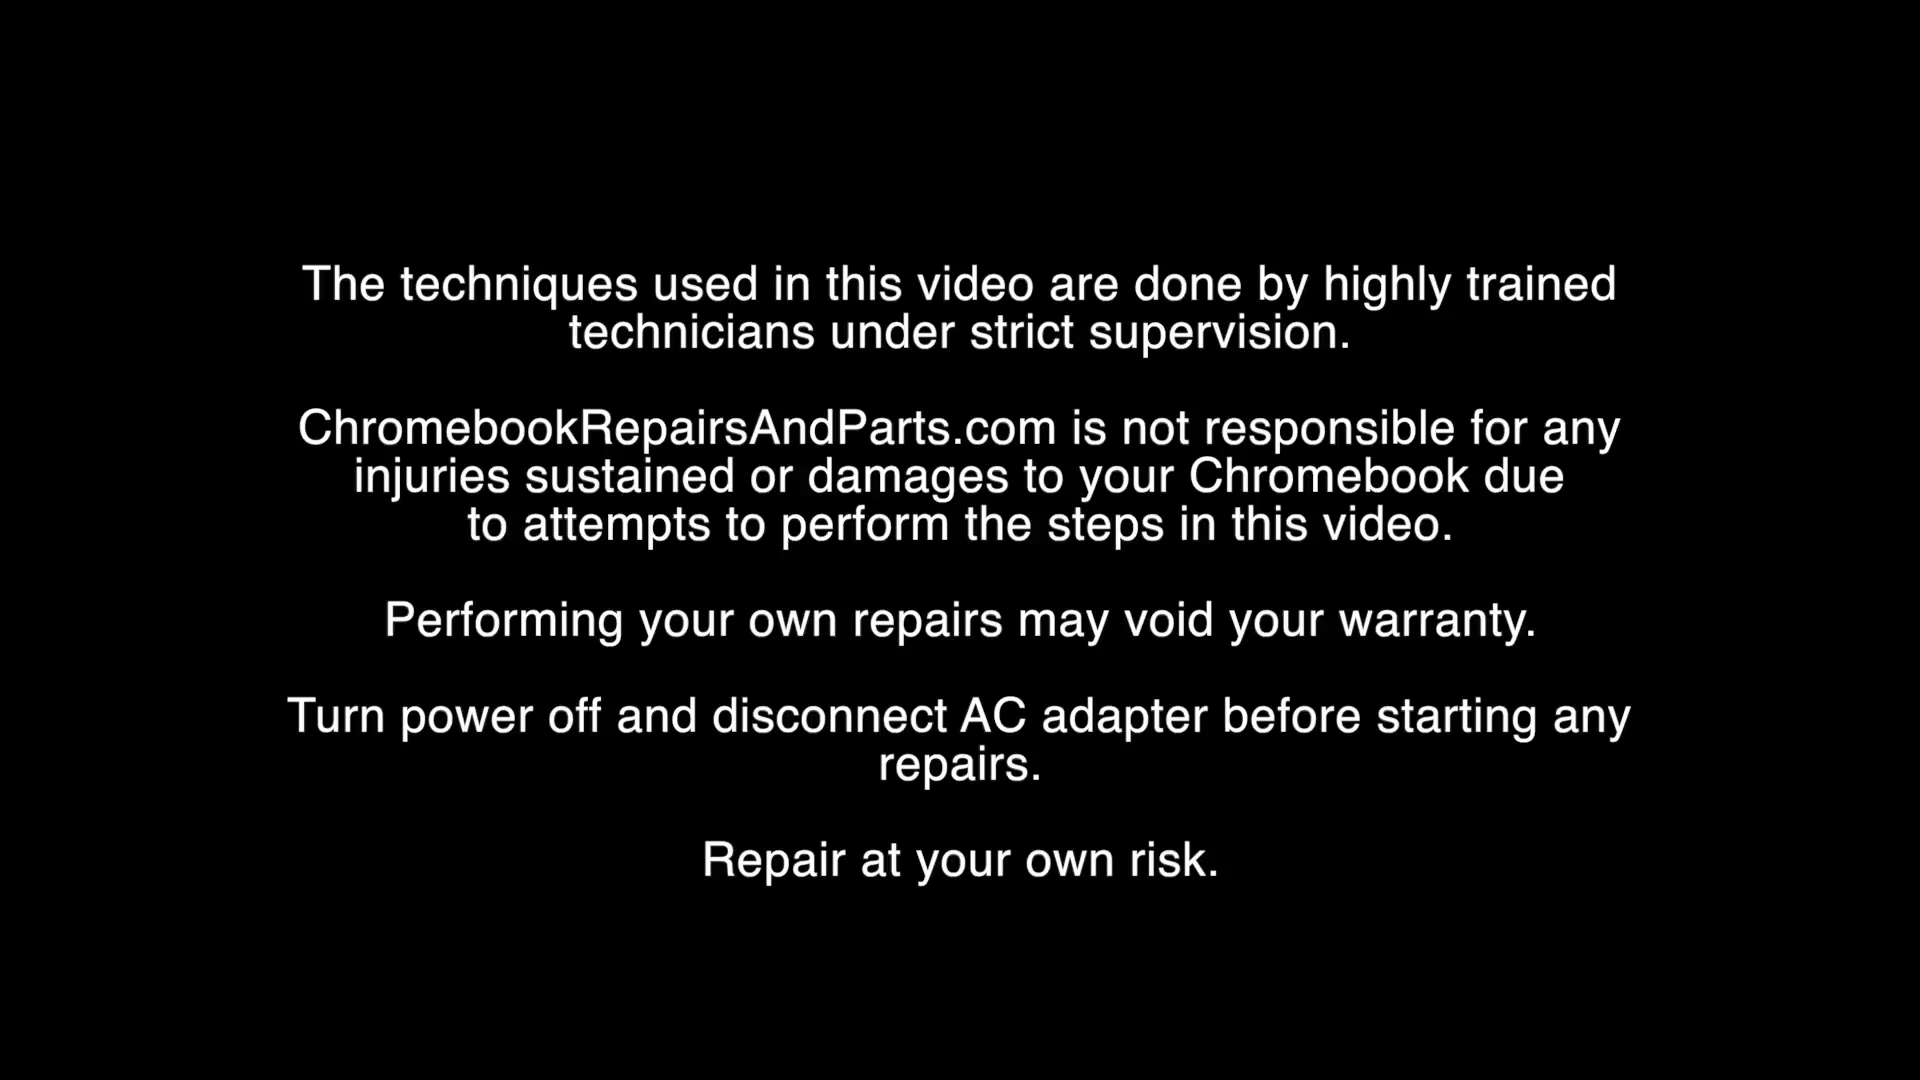 The techniques used in this video are done by highly trained
technicians under strict supervision.
ChromebookRepairsAndParts.com is not responsible for any
injuries sustained or damages to your Chromebook due
to attempts to perform the steps in this video.
Performing your own repairs may void your warranty.
Turn power off and disconnect AC adapter before starting any
repairs.
Repair at your own risk.